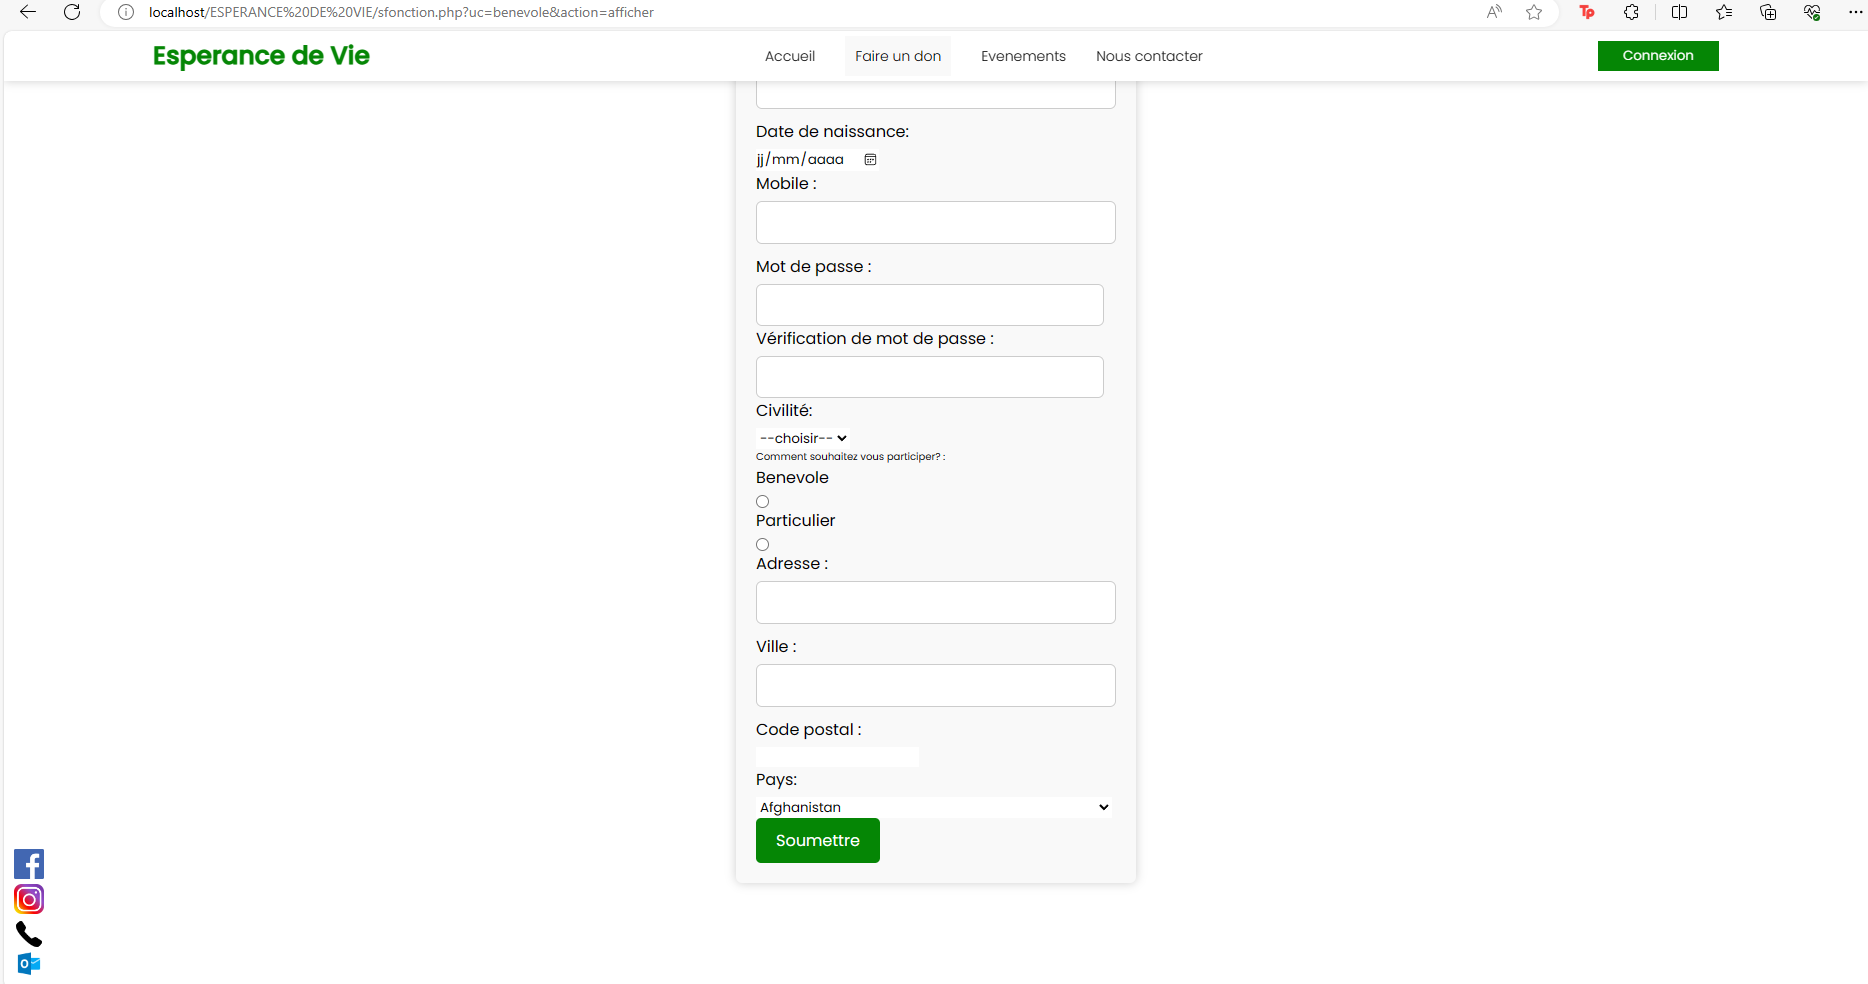 localhost/ESPERANCE%20DE%20VIE/sfonction.php?uc=benevole&action=afficher
Esperance de Vie
Accueil
Faire un don
Evenements
Nous contacter
Connexion
Date de naissance:
jj/mm/aaaa
Mobile :
Mot de passe :
Vérification de mot de passe :
Civilité:
--choisir--
Comment souhaitez vous participer? :
Benevole
Particulier
Adresse :
Ville :
Code postal :
Pays:
Afghanistan
Soumettre